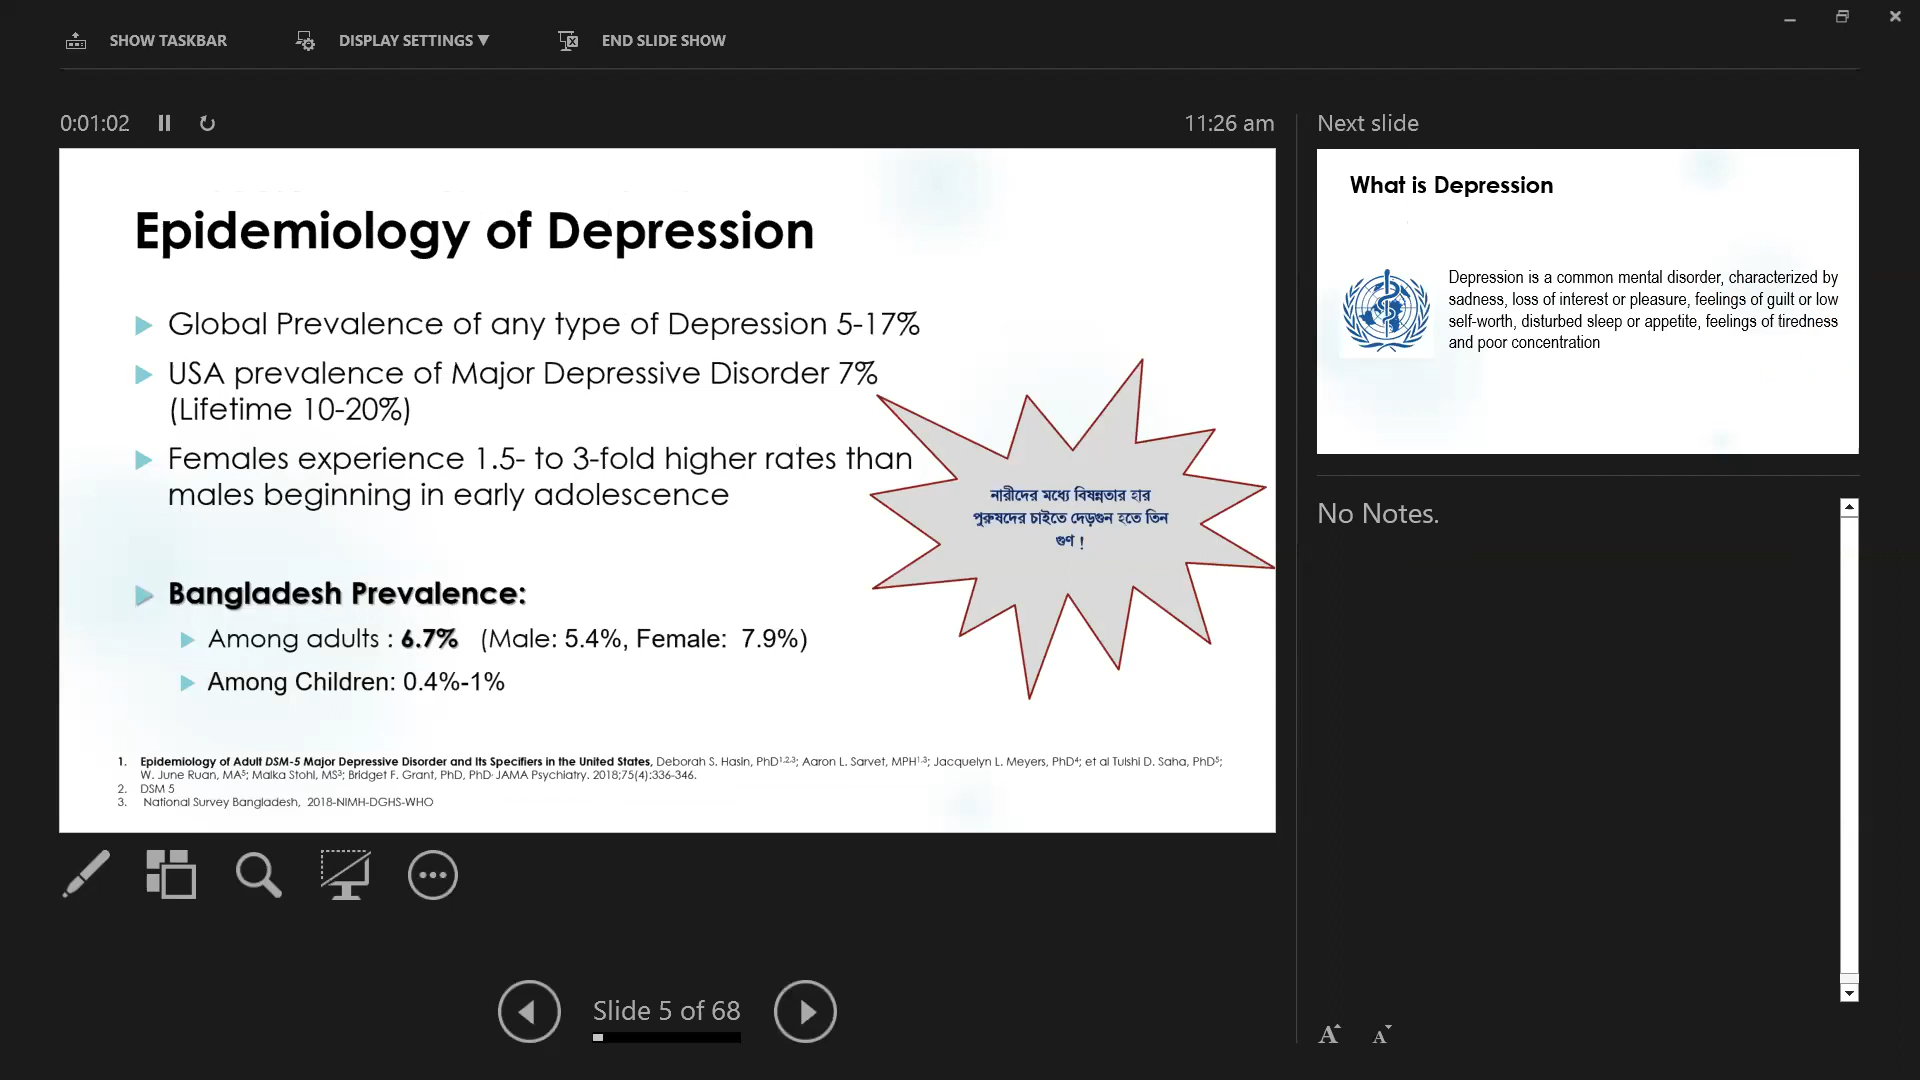 SHOW TASKBAR
DISPLAY SETTINGS ▼
END SLIDE SHOW
0:01:02
11:26 am
Next slide
Epidemiology of Depression
Global Prevalence of any type of Depression 5-17%
USA prevalence of Major Depressive Disorder 7%
(Lifetime 10-20%)
Females experience 1.5- to 3-fold higher rates than
males beginning in early adolescence
নারীদের মধ্যে বিষন্নতার হার
পুরুষদের চাইতে দেড়গুন হতে তিন
গুণ !
Bangladesh Prevalence:
Among adults : 6.7% (Male: 5.4%, Female: 7.9%)
Among Children: 0.4%-1%
1. Epidemiology of Adult DSM-5 Major Depressive Disorder and Its Specifiers in the United States, Deborah S. Hasin, PhD1,2,3; Aaron L. Sarvet, MPH1,3; Jacquelyn L. Meyers, PhD4; et al Tulshi D. Saha, PhD5;
W. June Ruan, MA5; Malka Stohl, MS3; Bridget F. Grant, PhD, PhD. JAMA Psychiatry. 2018;75(4):336-346.
2. DSM 5
3. National Survey Bangladesh, 2018-NIMH-DGHS-WHO
What is Depression
Depression is a common mental disorder, characterized by
sadness, loss of interest or pleasure, feelings of guilt or low
self-worth, disturbed sleep or appetite, feelings of tiredness
and poor concentration
No Notes.
Slide 5 of 68
A A